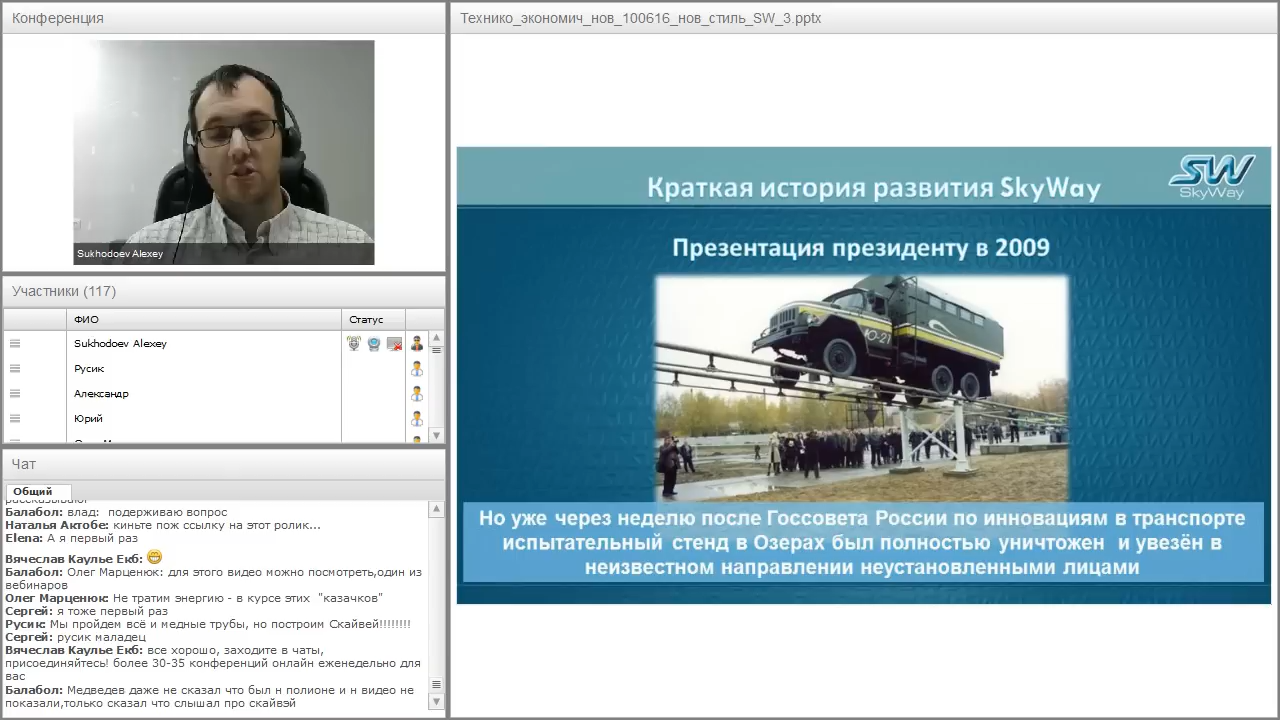 Конференция
Sukhodoev Alexey
Участники (117)
ФИО
Статус
Sukhodoev Alexey
Русик
Александр
Юрий
Чат
Общий
Балабол: влад:  подерживаю вопрос
Наталья Актобе: киньте пож ссылку на этот ролик...
Elena: А я первый раз
Вячеслав Каулье Екб:
Балабол: Олег Марценюк: для этого видео можно посмотреть,один из
вебинаров
Олег Марценюк: Не тратим энергию - в курсе этих  "казачков"
Сергей: я тоже первый раз
Русик: Мы пройдем всё и медные трубы, но построим Скайвей!!!!!!!!
Сергей: русик маладец
Вячеслав Каулье Екб: все хорошо, заходите в чаты,
присоединяйтесь! более 30-35 конференций онлайн еженедельно для
вас
Балабол: Медведев даже не сказал что был н полионе и н видео не
показали,только сказал что слышал про скайвэй
Технико_экономич_нов_100616_нов_стиль_SW_3.pptx
Краткая история развития SkyWay
SW
SkyWay
Презентация президенту в 2009
Ю-21
Но уже через неделю после Госсовета России по инновациям в транспорте
испытательный стенд в Озерах был полностью уничтожен  и увезён в
неизвестном направлении неустановленными лицами